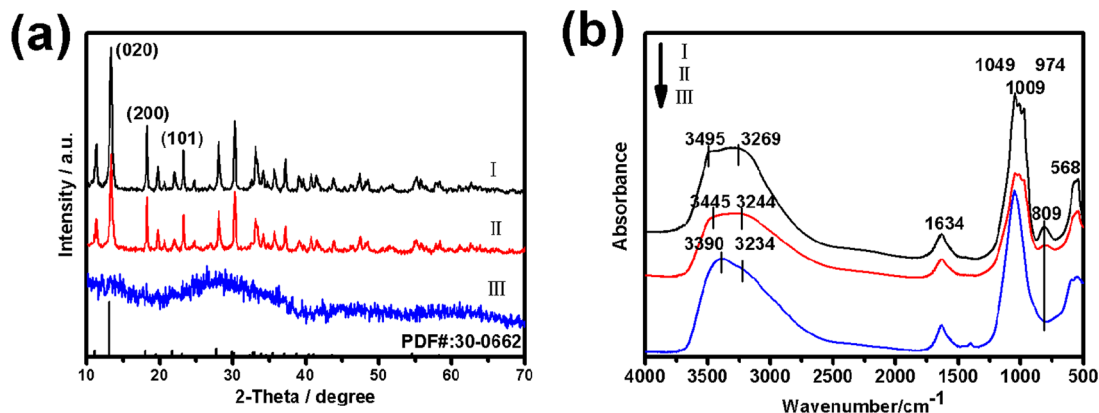 (a)
(020)
(200)
(101)
I
II
III
PDF#:30-0662
Intensity / a.u.
10 20 30 40 50 60 70
2-Theta / degree
(b)
I
II
III
1049 974
1009
3495 3269
568
3445 3244
809
1634
3390 3234
Absorbance
4000 3500 3000 2500 2000 1500 1000 500
Wavenumber/cm-1